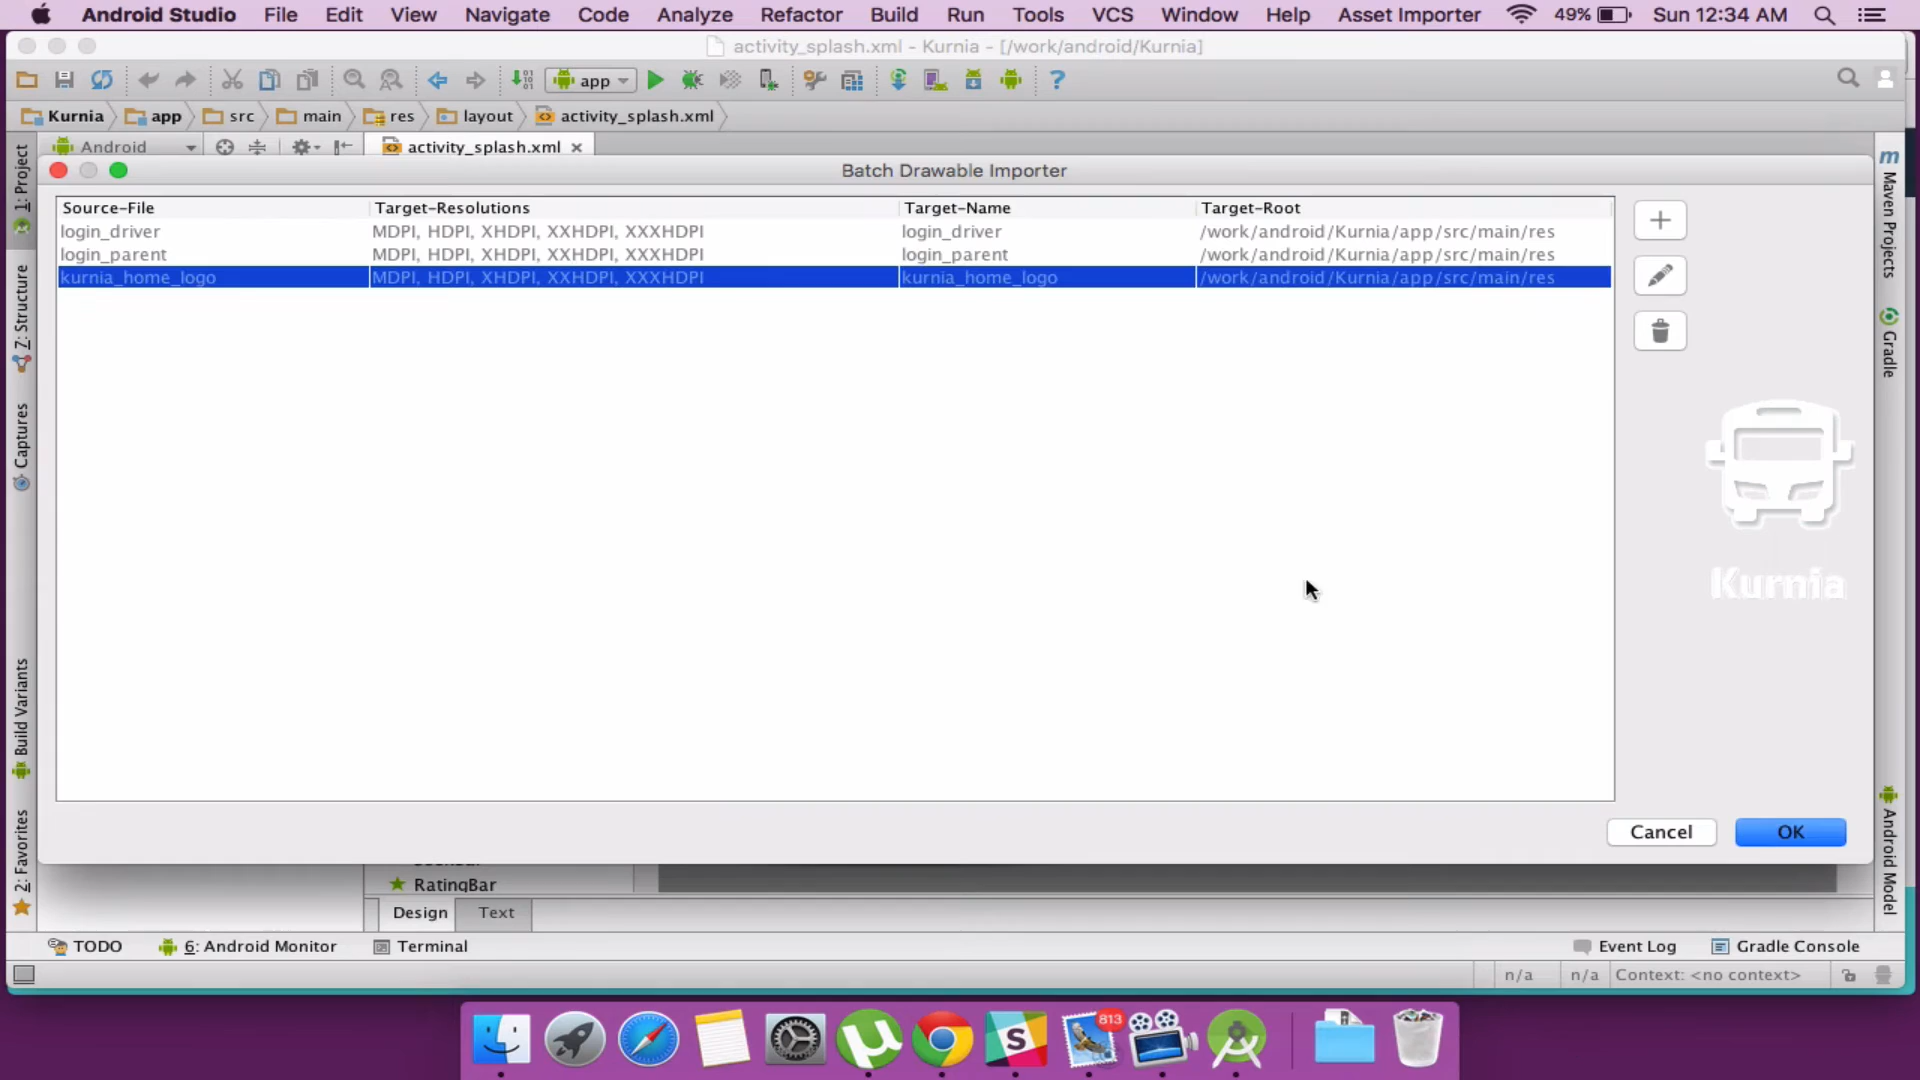 Android Studio File Edit View Navigate Code Analyze Refactor Build Run Tools VCS Window Help Asset Importer 49% Sun 12:34 AM
activity_splash.xml - Kurnia - [/work/android/Kurnia]
app
Kurnia app src main res layout activity_splash.xml
Android activity_splash.xml
Batch Drawable Importer
Source-File Target-Resolutions Target-Name Target-Root
login_driver MDPI, HDPI, XHDPI, XXHDPI, XXXHDPI login_driver /work/android/Kurnia/app/src/main/res
login_parent MDPI, HDPI, XHDPI, XXHDPI, XXXHDPI login_parent /work/android/Kurnia/app/src/main/res
kurnia_home_logo MDPI, HDPI, XHDPI, XXHDPI, XXXHDPI kurnia_home_logo /work/android/Kurnia/app/src/main/res
Kurnia
Cancel OK
1: Project
7: Structure
Captures
Build Variants
2: Favorites
Maven Projects
Gradle
Android Model
RatingBar
Design Text
TODO 6: Android Monitor Terminal Event Log Gradle Console
n/a n/a Context: <no context>
813